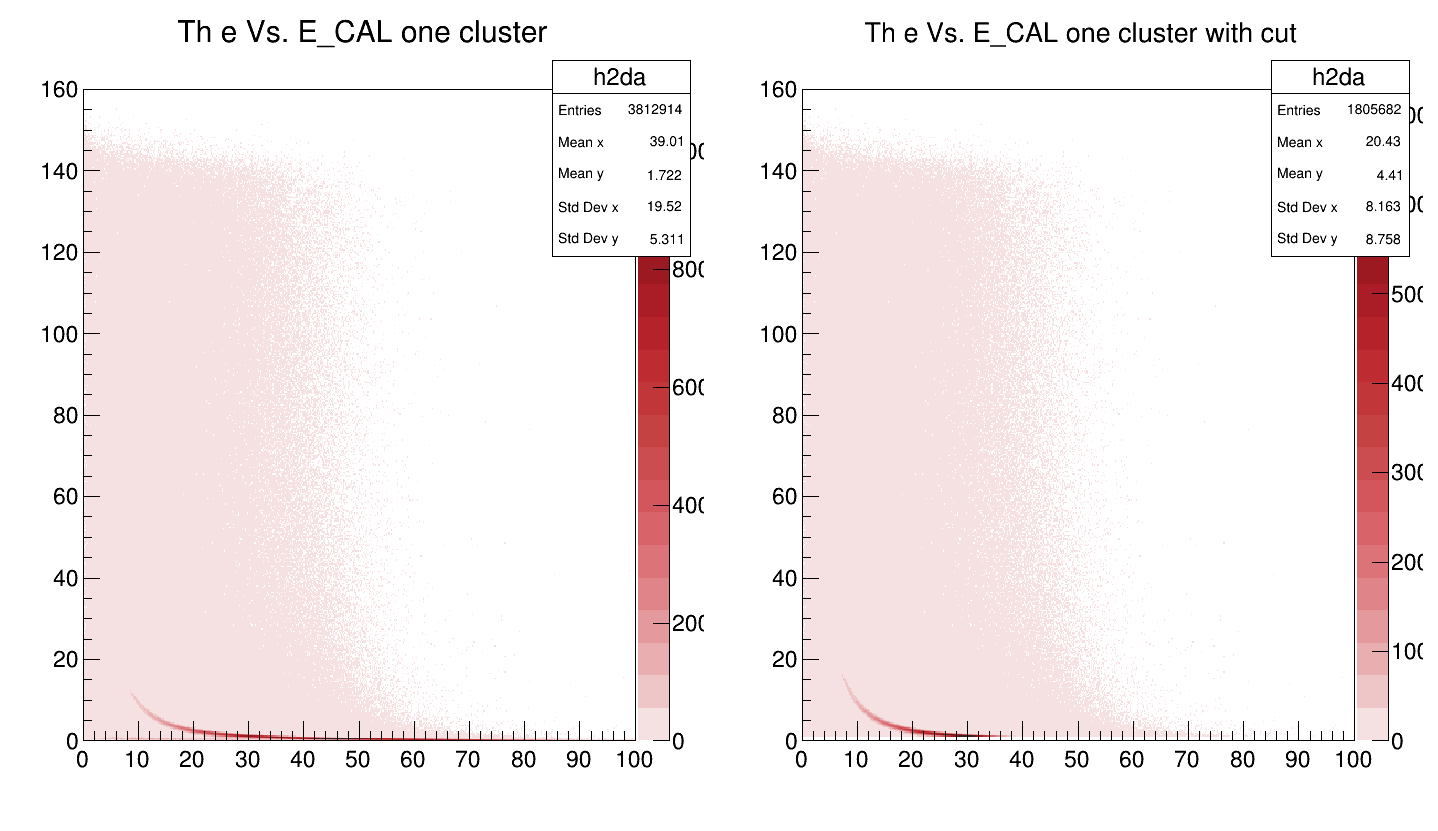 Th e Vs. E_CAL one cluster
h2da
Entries 3812914
Mean x 39.01
Mean y 1.722
Std Dev x 19.52
Std Dev y 5.311
160
140
120
100
80
60
40
20
0
0 10 20 30 40 50 60 70 80 90 100
800
600
400
200
0
Th e Vs. E_CAL one cluster with cut
h2da
Entries 1805682
Mean x 20.43
Mean y 4.41
Std Dev x 8.163
Std Dev y 8.758
160
140
120
100
80
60
40
20
0
0 10 20 30 40 50 60 70 80 90 100
500
400
300
200
100
0